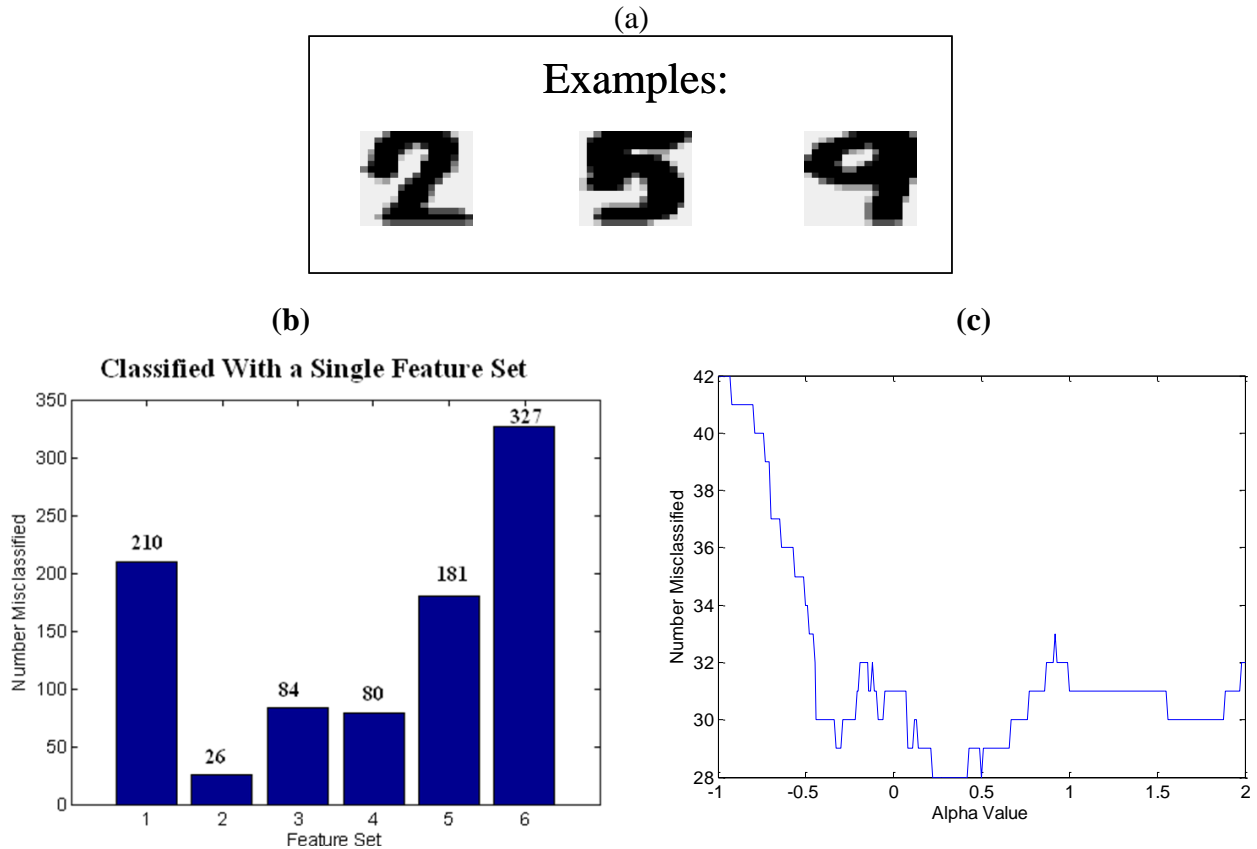 (a)
Examples:
2 5 9
(b)
(c)
Classified With a Single Feature Set
Number Misclassified
350
300
250
200
150
100
50
0
210
26
84
80
181
327
1 2 3 4 5 6
Feature Set
Number Misclassified
42
40
38
36
34
32
30
28
-1 -0.5 0 0.5 1 1.5 2
Alpha Value